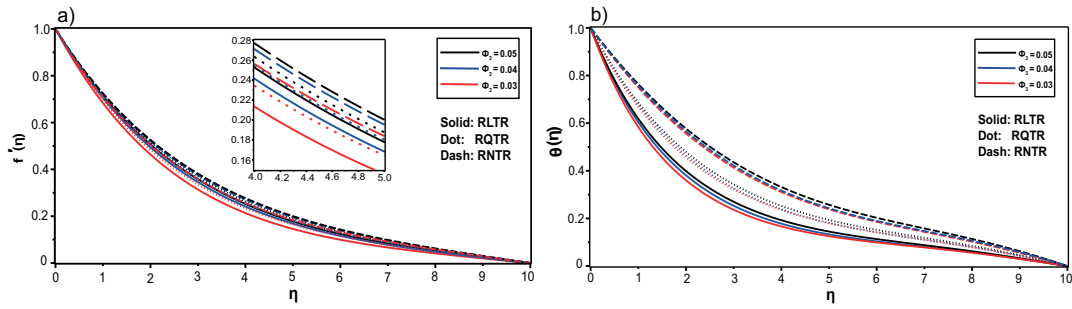 a)
1.0
0.8
0.6
0.4
0.2
0
f '(η)
0 1 2 3 4 5 6 7 8 9 10
η
0.28
0.26
0.24
0.22
0.20
0.18
0.16
4.0 4.2 4.4 4.6 4.8 5.0
Φ₃ = 0.05
Φ₃ = 0.04
Φ₃ = 0.03
Solid: RLTR
Dot: RQTR
Dash: RNTR
b)
1.0
0.8
0.6
0.4
0.2
0
θ(η)
0 1 2 3 4 5 6 7 8 9 10
η
Φ₃ = 0.05
Φ₃ = 0.04
Φ₃ = 0.03
Solid: RLTR
Dot: RQTR
Dash: RNTR